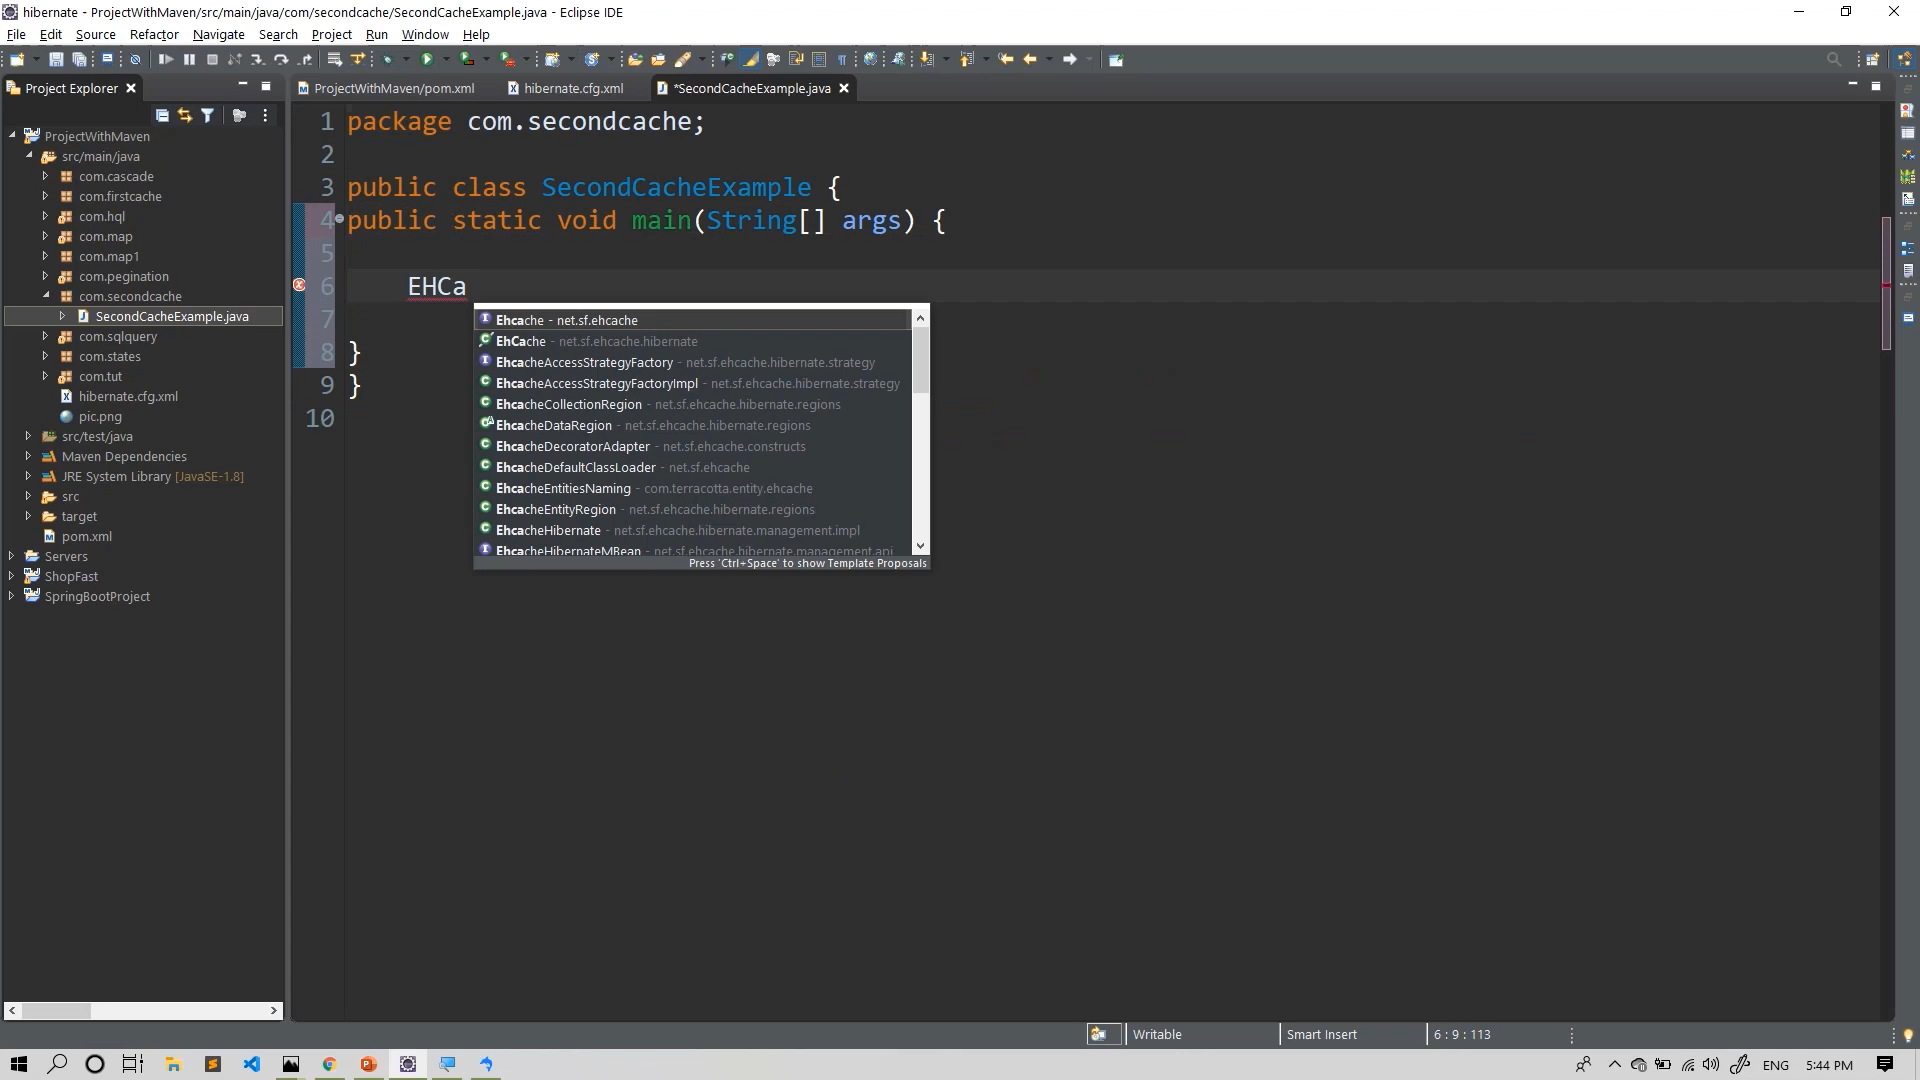 hibernate - ProjectWithMaven/src/main/java/com/secondcache/SecondCacheExample.java - Eclipse IDE
File Edit Source Refactor Navigate Search Project Run Window Help
Project Explorer
ProjectWithMaven/pom.xml hibernate.cfg.xml *SecondCacheExample.java
ProjectWithMaven
src/main/java
com.cascade
com.firstcache
com.hql
com.map
com.map1
com.pegination
com.secondcache
SecondCacheExample.java
com.sqlquery
com.states
com.tut
hibernate.cfg.xml
pic.png
src/test/java
Maven Dependencies
JRE System Library [JavaSE-1.8]
src
target
pom.xml
Servers
ShopFast
SpringBootProject
1 package com.secondcache;
2
3 public class SecondCacheExample {
4 public static void main(String[] args) {
5
6 EHCa
7
8 }
9 }
10
Ehcache - net.sf.ehcache
EhCache - net.sf.ehcache.hibernate
EhcacheAccessStrategyFactory - net.sf.ehcache.hibernate.strategy
EhcacheAccessStrategyFactoryImpl - net.sf.ehcache.hibernate.strategy
EhcacheCollectionRegion - net.sf.ehcache.hibernate.regions
EhcacheDataRegion - net.sf.ehcache.hibernate.regions
EhcacheDecoratorAdapter - net.sf.ehcache.constructs
EhcacheDefaultClassLoader - net.sf.ehcache
EhcacheEntitiesNaming - com.terracotta.entity.ehcache
EhcacheEntityRegion - net.sf.ehcache.hibernate.regions
EhcacheHibernate - net.sf.ehcache.hibernate.management.impl
EhcacheHibernateMBean - net.sf.ehcache.hibernate.management.api
Press 'Ctrl+Space' to show Template Proposals
Writable Smart Insert 6 : 9 : 113
ENG 5:44 PM